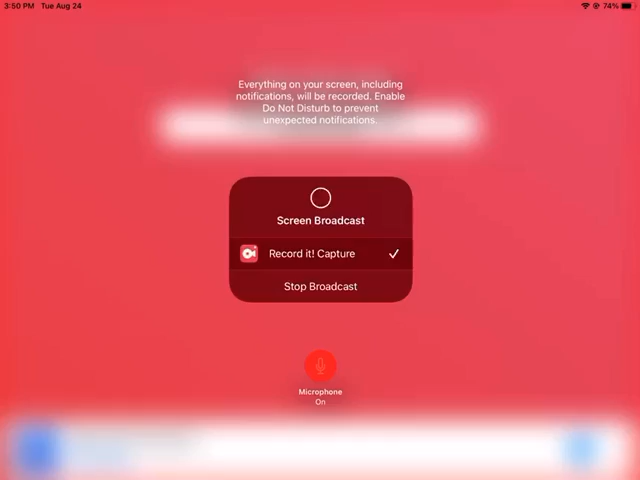 3:50 PM Tue Aug 24 74%
Everything on your screen, including
notifications, will be recorded. Enable
Do Not Disturb to prevent
unexpected notifications.
Screen Broadcast
Record it! Capture
Stop Broadcast
Microphone
On